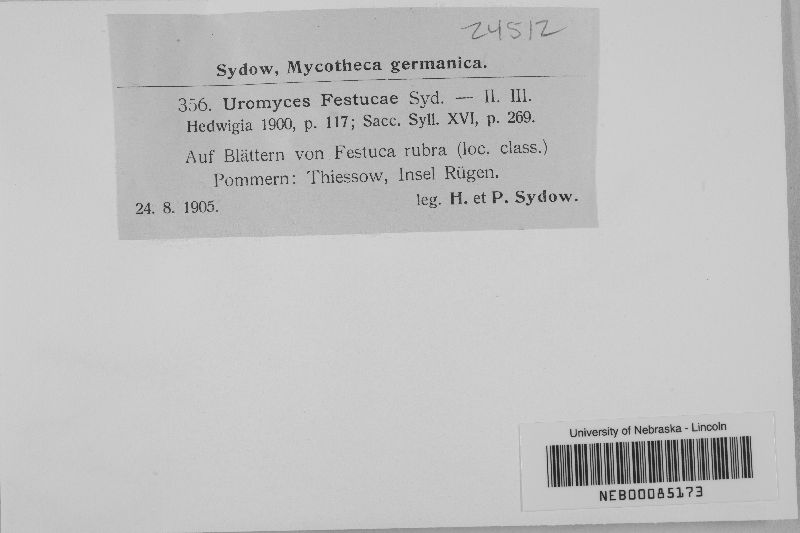 24512
Sydow, Mycotheca germanica.
356. Uromyces Festucae Syd. — II. III.
Hedwigia 1900, p. 117; Sacc. Syll. XVI, p. 269.
Auf Blättern von Festuca rubra (loc. class.)
Pommern: Thiessow, Insel Rügen.
24. 8. 1905.
leg. H. et P. Sydow.
University of Nebraska - Lincoln
NEB00085173